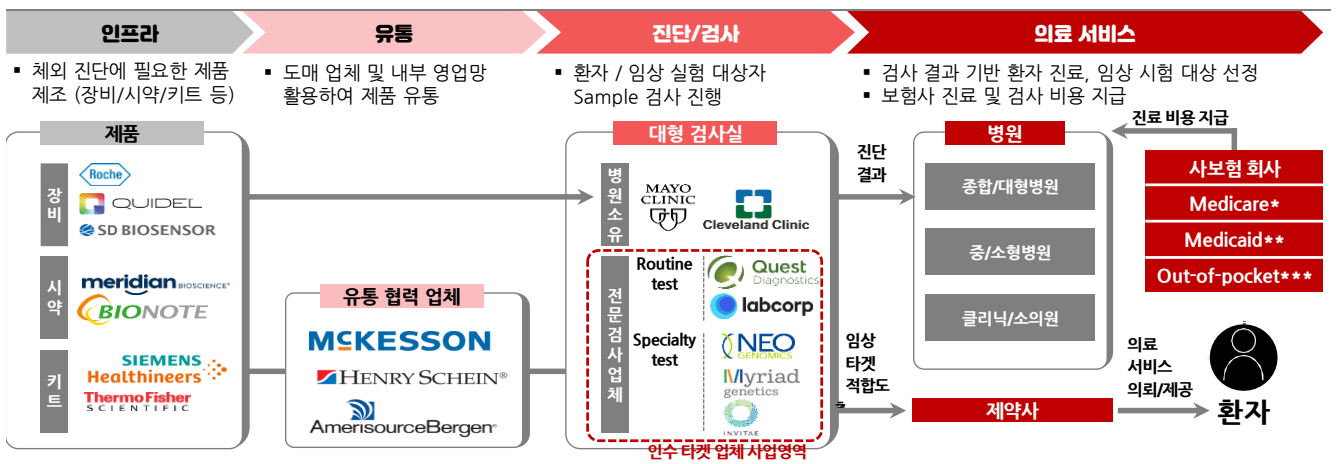 인프라
유통
진단/검사
의료 서비스
▪ 체외 진단에 필요한 제품
제조 (장비/시약/키트 등)
▪ 도매 업체 및 내부 영업망
활용하여 제품 유통
▪ 환자 / 임상 실험 대상자
Sample 검사 진행
▪ 검사 결과 기반 환자 진료, 임상 시험 대상 선정
▪ 보험사 진료 및 검사 비용 지급
제품
장비
Roche
QUIDEL
SD BIOSENSOR
시약
meridian BIOSCIENCE®
BIONOTE
키트
SIEMENS
Healthineers
ThermoFisher
SCIENTIFIC
유통 협력 업체
MCKESSON
HENRY SCHEIN®
AmerisourceBergen®
대형 검사실
병원소유
MAYO
CLINIC
Cleveland Clinic
전문검사업체
Routine
test
Quest
Diagnostics
labcorp
Specialty
test
NEO
GENOMICS
Myriad
genetics
INVITAE
인수 타겟 업체 사업영역
진단
결과
임상
타겟
적합도
병원
종합/대형병원
중/소형병원
클리닉/소의원
제약사
진료 비용 지급
사보험 회사
Medicare*
Medicaid**
Out-of-pocket***
의료
서비스
의뢰/제공
환자